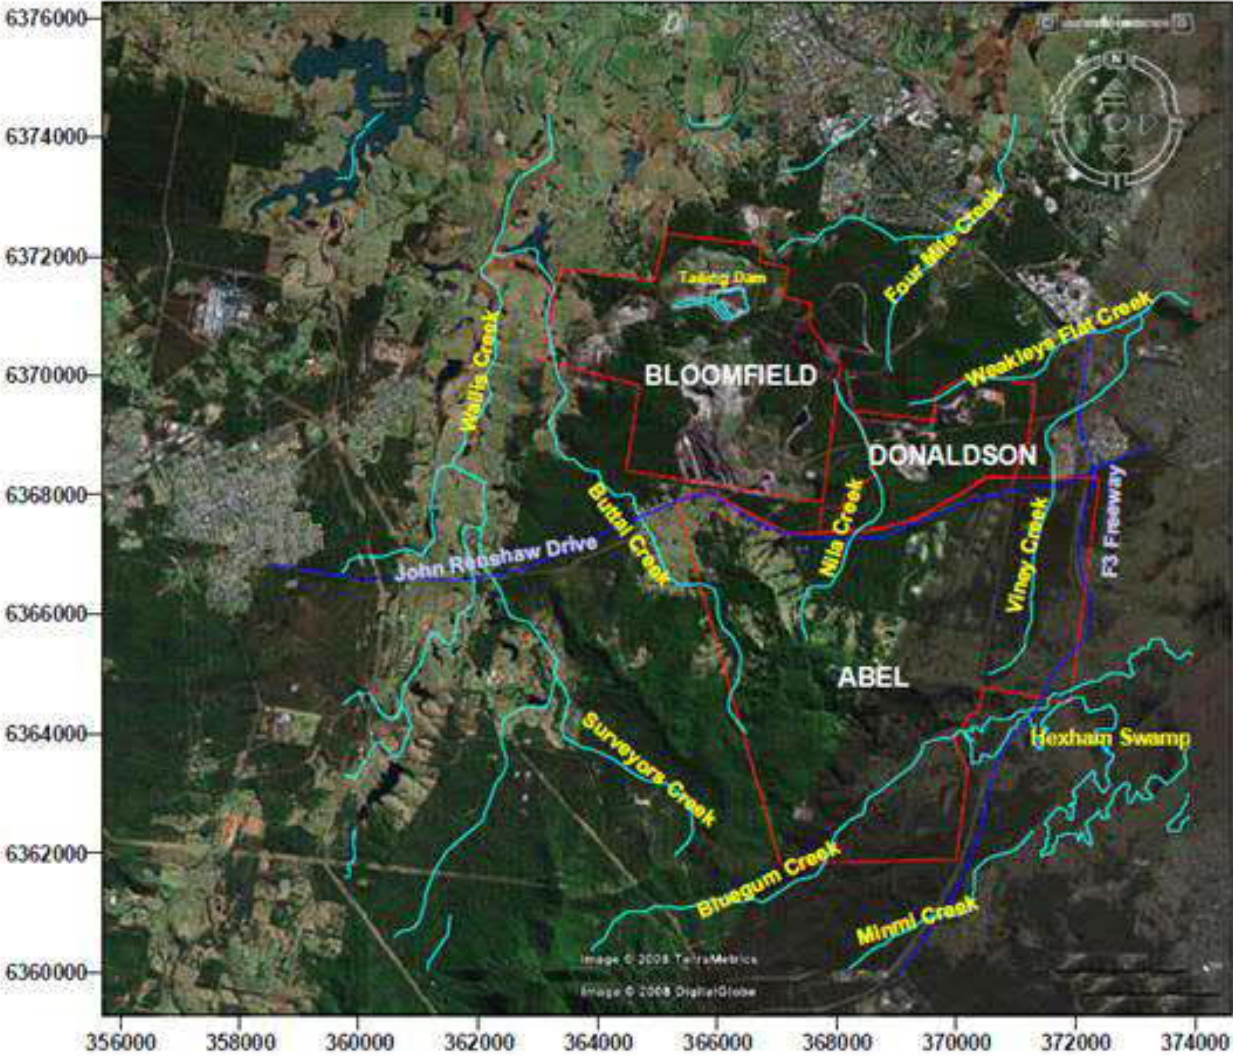 6376000
6374000
6372000
6370000
6368000
6366000
6364000
6362000
6360000
N
Tailing Dam
Four Mile Creek
Weakleys Flat Creek
Wallis Creek
BLOOMFIELD
DONALDSON
Buttai Creek
Nila Creek
Viney Creek
F3 Freeway
John Renshaw Drive
ABEL
Surveyors Creek
Hexham Swamp
Bluegum Creek
Minmi Creek
Image © 2008 TerraMetrics
Image © 2008 DigitalGlobe
356000 358000 360000 362000 364000 366000 368000 370000 372000 374000